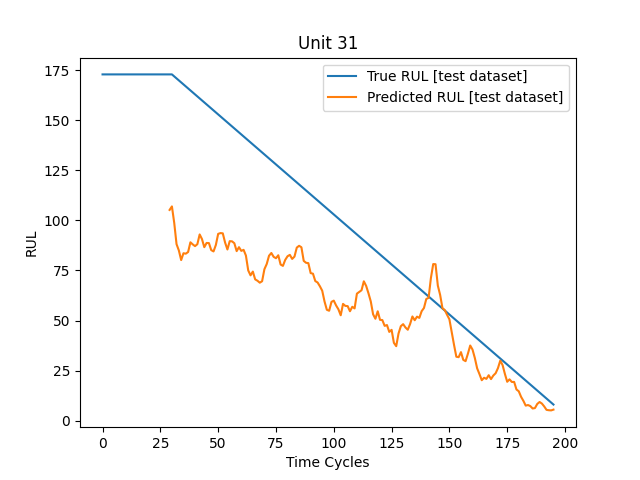 Unit 31
True RUL [test dataset]
Predicted RUL [test dataset]
RUL
175
150
125
100
75
50
25
0
0 25 50 75 100 125 150 175 200
Time Cycles